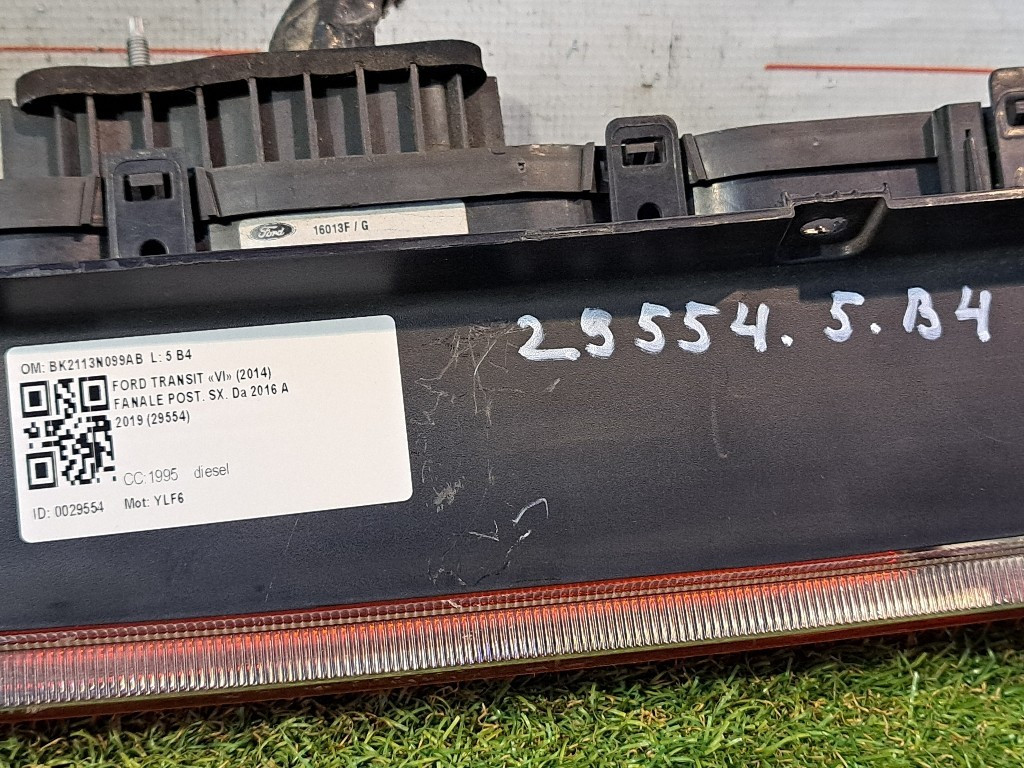 Ford 16013F / G
29554. 5. B4
OM: BK2113N099AB L: 5 B4
FORD TRANSIT «VI» (2014)
FANALE POST. SX. Da 2016 A
2019 (29554)
CC:1995 diesel
ID: 0029554 Mot: YLF6